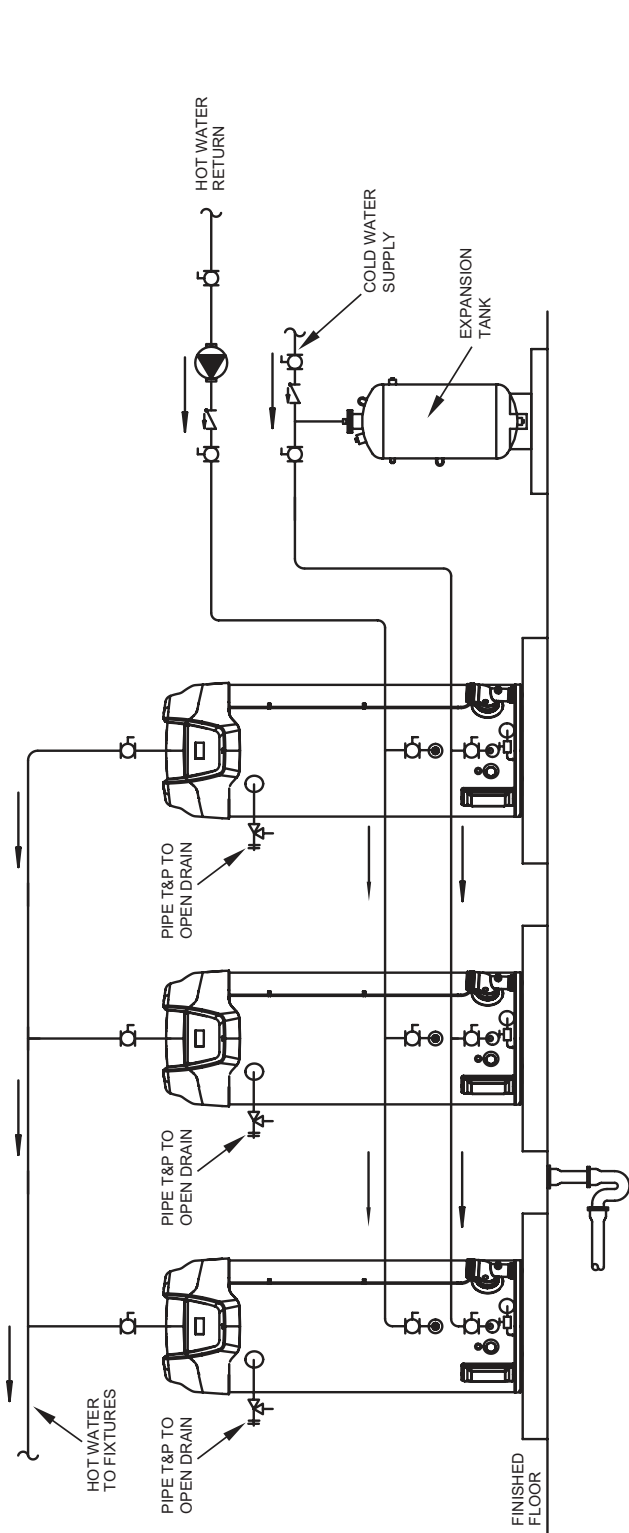 HOT WATER
RETURN
COLD WATER
SUPPLY
EXPANSION
TANK
PIPE T&P TO
OPEN DRAIN
PIPE T&P TO
OPEN DRAIN
PIPE T&P TO
OPEN DRAIN
HOT WATER
TO FIXTURES
FINISHED
FLOOR